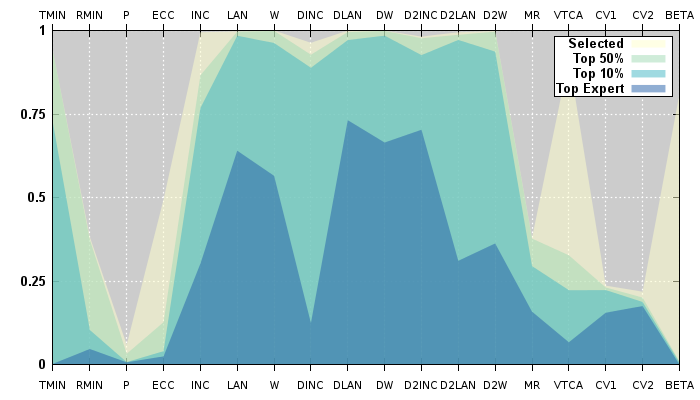 TMIN RMIN P ECC INC LAN W DINC DLAN DW D2INC D2LAN D2W MR VTCA CV1 CV2 BETA
1
Selected
Top 50%
Top 10%
Top Expert
0.75
0.5
0.25
0
TMIN RMIN P ECC INC LAN W DINC DLAN DW D2INC D2LAN D2W MR VTCA CV1 CV2 BETA